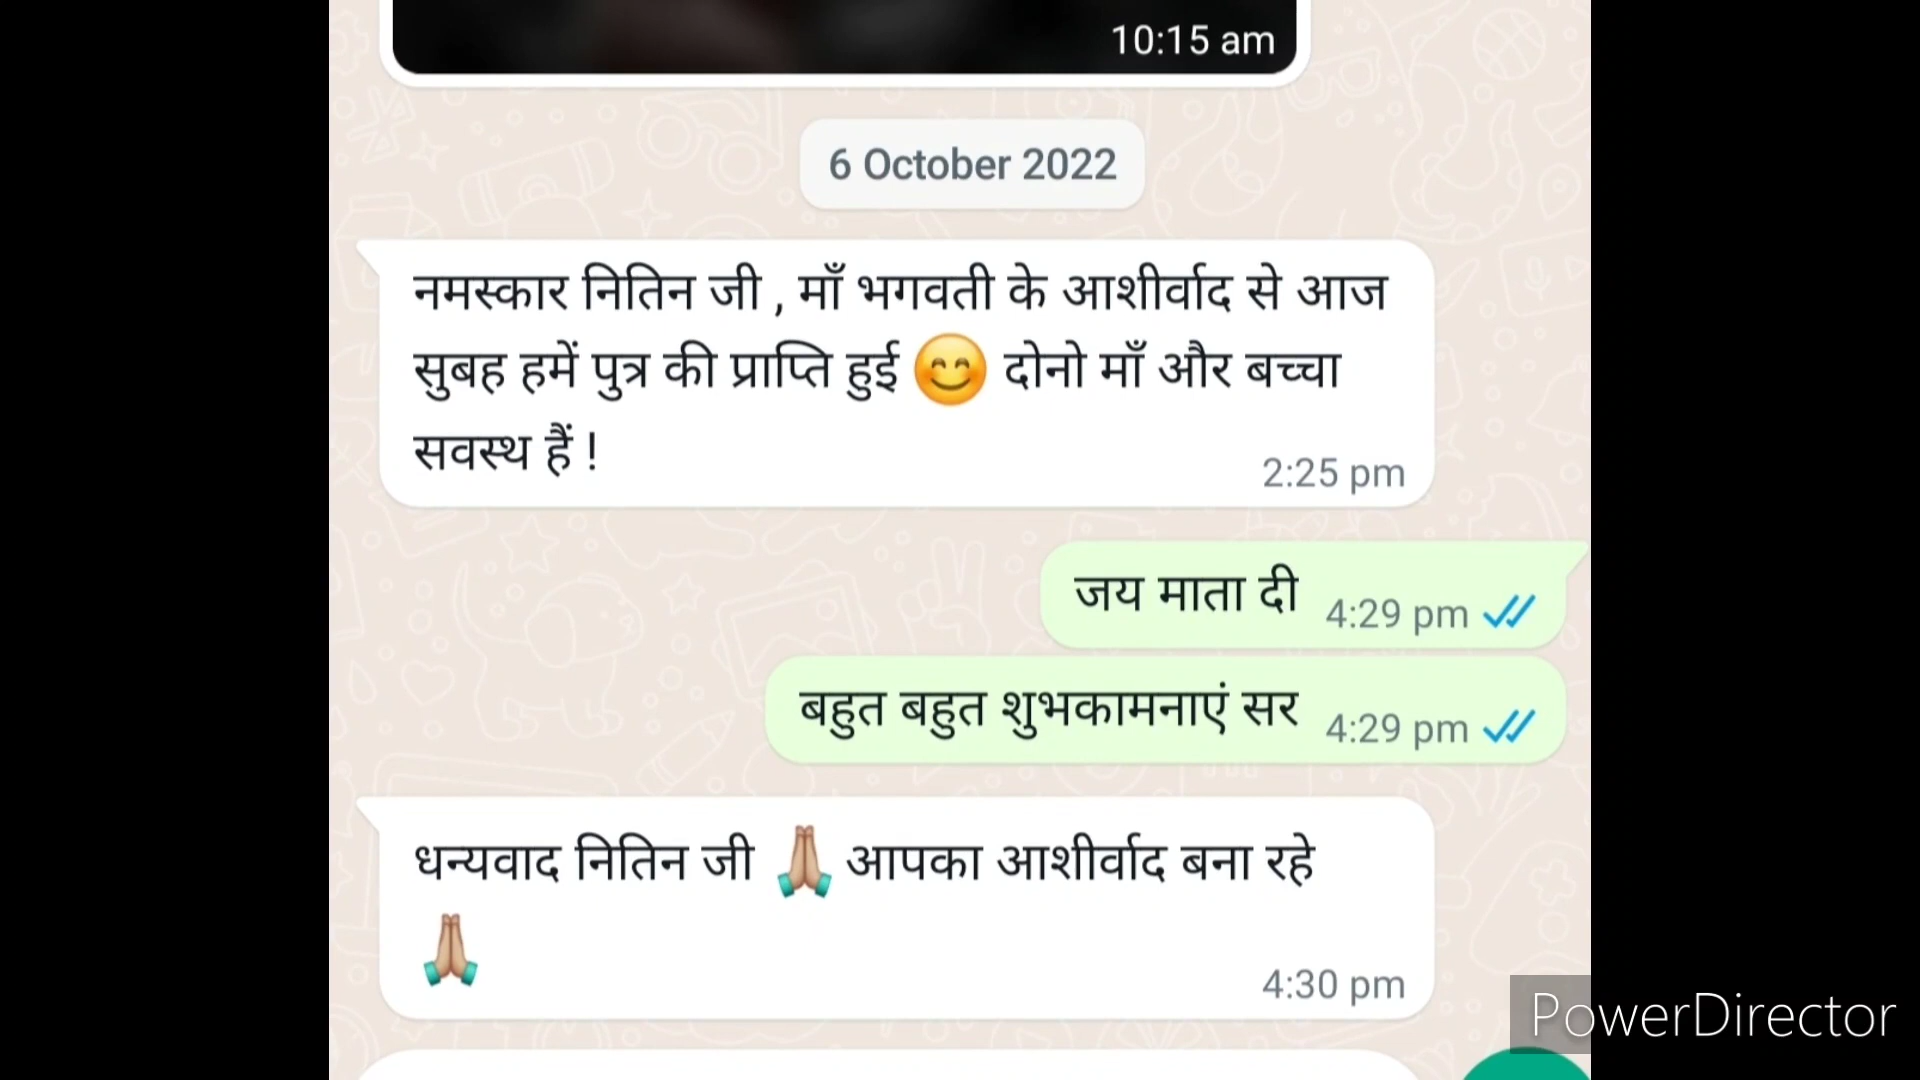 10:15 am
6 October 2022
नमस्कार नितिन जी , माँ भगवती के आशीर्वाद से आज
सुबह हमें पुत्र की प्राप्ति हुई 😊 दोनो माँ और बच्चा
सवस्थ हैं !
2:25 pm
जय माता दी 4:29 pm
बहुत बहुत शुभकामनाएं सर 4:29 pm
धन्यवाद नितिन जी 🙏🏼 आपका आशीर्वाद बना रहे
🙏🏼
4:30 pm
PowerDirector